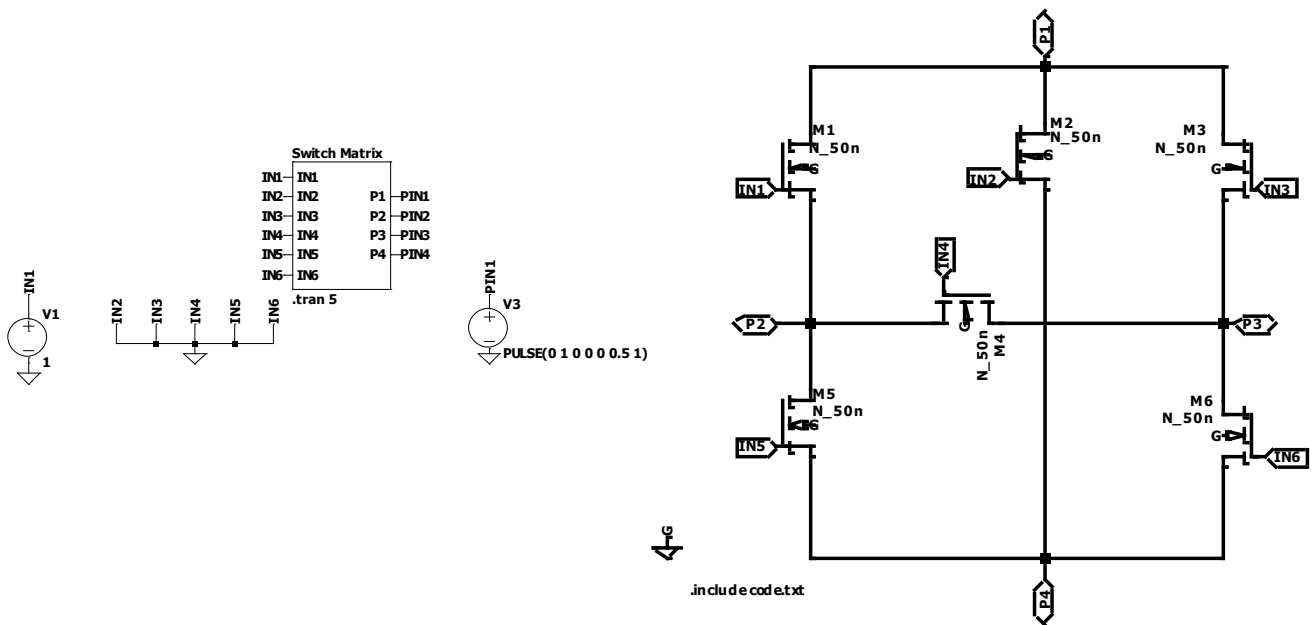 Switch Matrix
IN1 IN1
IN2 IN2 P1 PIN1
IN3 IN3 P2 PIN2
IN4 IN4 P3 PIN3
IN5 IN5 P4 PIN4
IN6 IN6
.tran 5
IN1
V1
1
IN2
IN3
IN4
IN5
IN6
PIN1
V3
PULSE(0 1 0 0 0 0.5 1)
P1
M1
N_50n
G
IN1
M2
N_50n
G
IN2
M3
N_50n
G
IN3
IN4
P2
G
N_50n
M4
P3
M5
N_50n
G
IN5
M6
N_50n
G
IN6
G
.include code.txt
P4